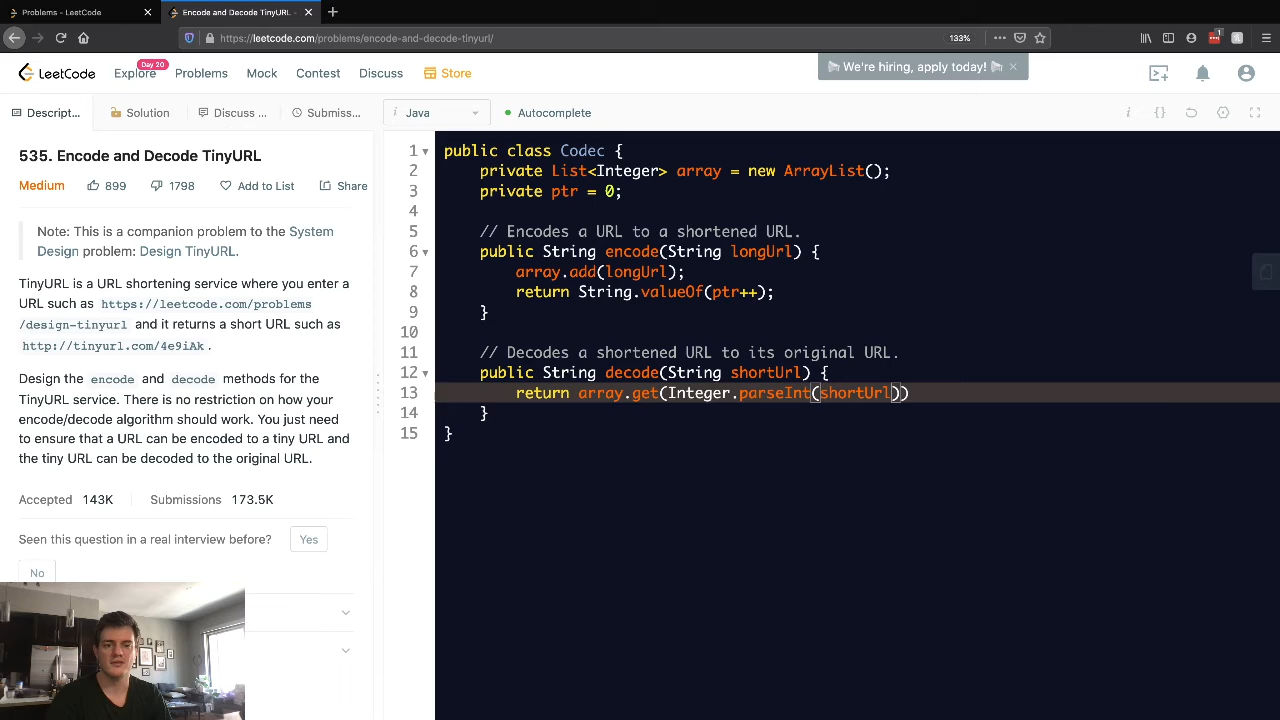 Problems - LeetCode
Encode and Decode TinyURL -
https://leetcode.com/problems/encode-and-decode-tinyurl/
133%
1
LeetCode
Explore
Day 20
Problems
Mock
Contest
Discuss
Store
We're hiring, apply today!
Descript...
Solution
Discuss ...
Submiss...
i Java
Autocomplete
535. Encode and Decode TinyURL
Medium
899
1798
Add to List
Share
Note: This is a companion problem to the System
Design problem: Design TinyURL.
TinyURL is a URL shortening service where you enter a
URL such as https://leetcode.com/problems
/design-tinyurl and it returns a short URL such as
http://tinyurl.com/4e9iAk.
Design the encode and decode methods for the
TinyURL service. There is no restriction on how your
encode/decode algorithm should work. You just need
to ensure that a URL can be encoded to a tiny URL and
the tiny URL can be decoded to the original URL.
Accepted 143K
Submissions 173.5K
Seen this question in a real interview before?
Yes
No
1 public class Codec {
2 private List<Integer> array = new ArrayList();
3 private ptr = 0;
4
5 // Encodes a URL to a shortened URL.
6 public String encode(String longUrl) {
7 array.add(longUrl);
8 return String.valueOf(ptr++);
9 }
10
11 // Decodes a shortened URL to its original URL.
12 public String decode(String shortUrl) {
13 return array.get(Integer.parseInt(shortUrl))
14 }
15 }